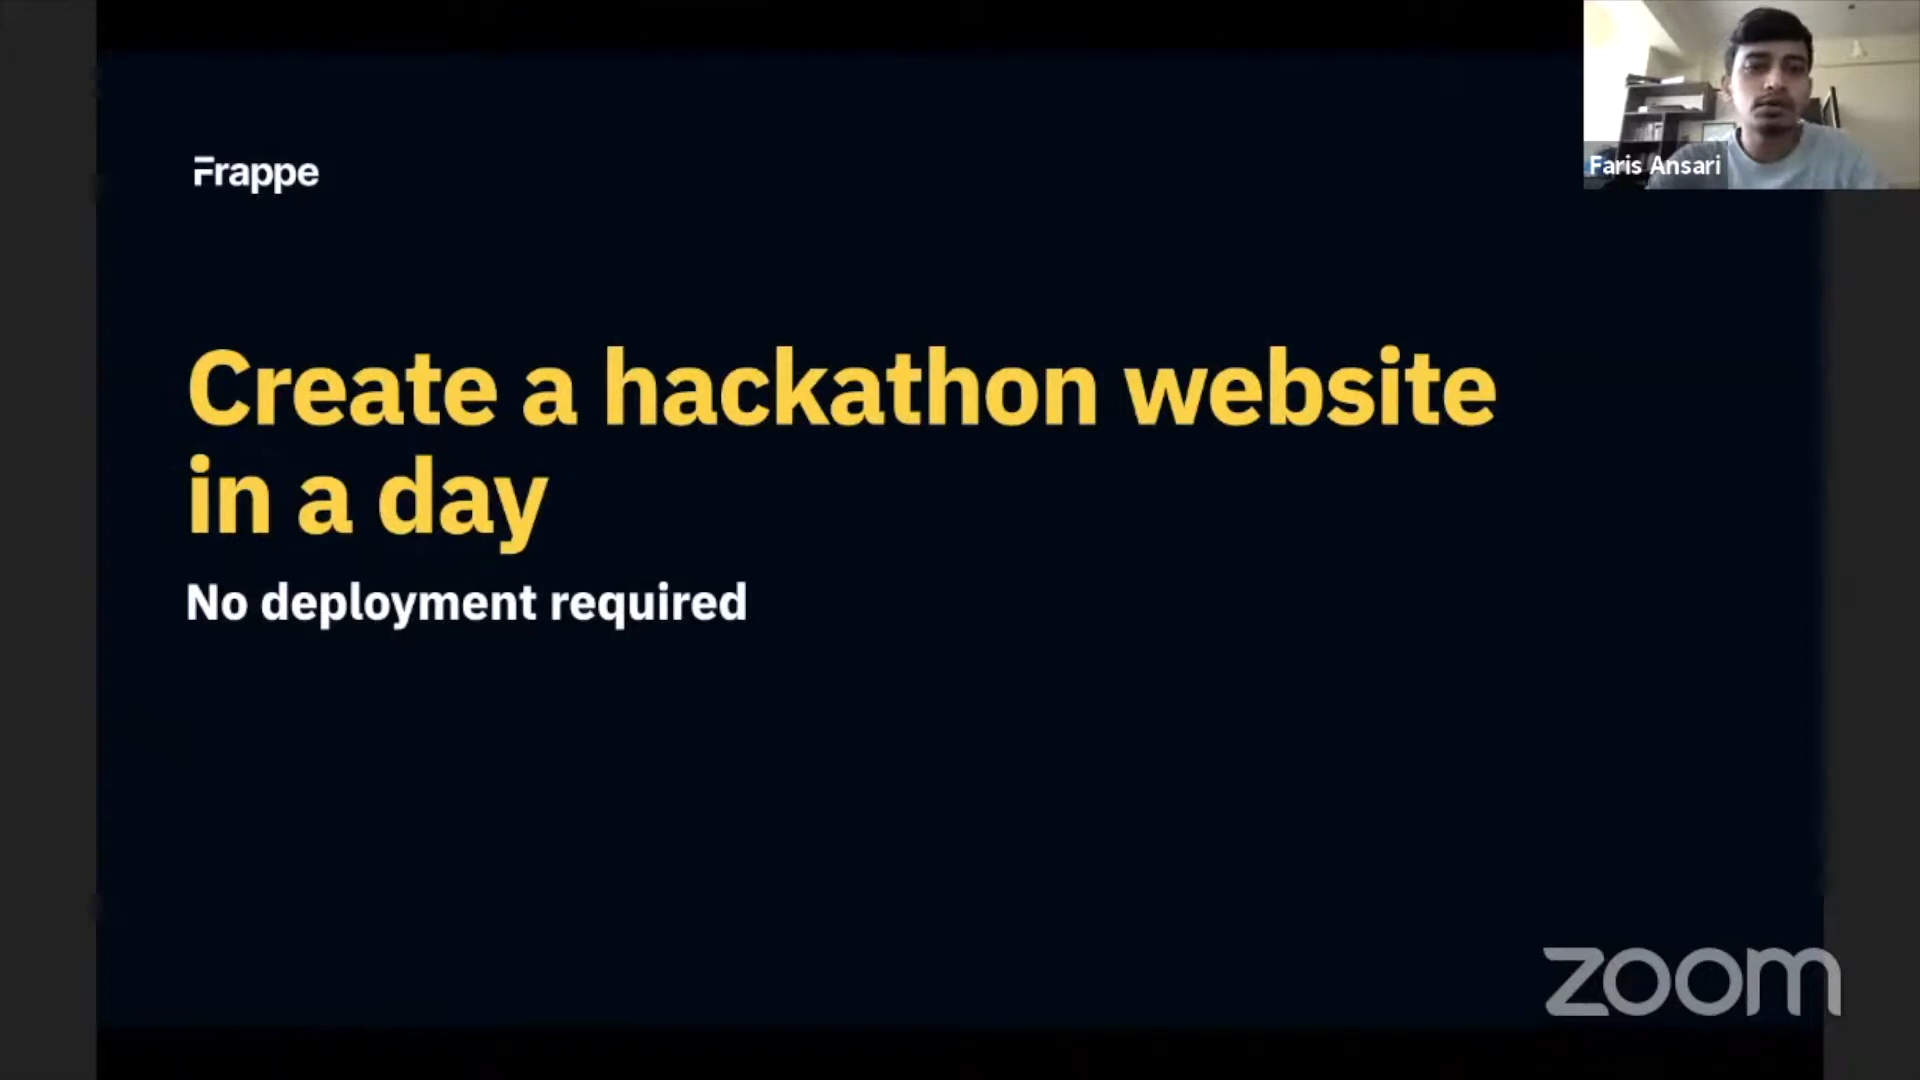 Frappe
Faris Ansari
Create a hackathon website
in a day
No deployment required
zoom